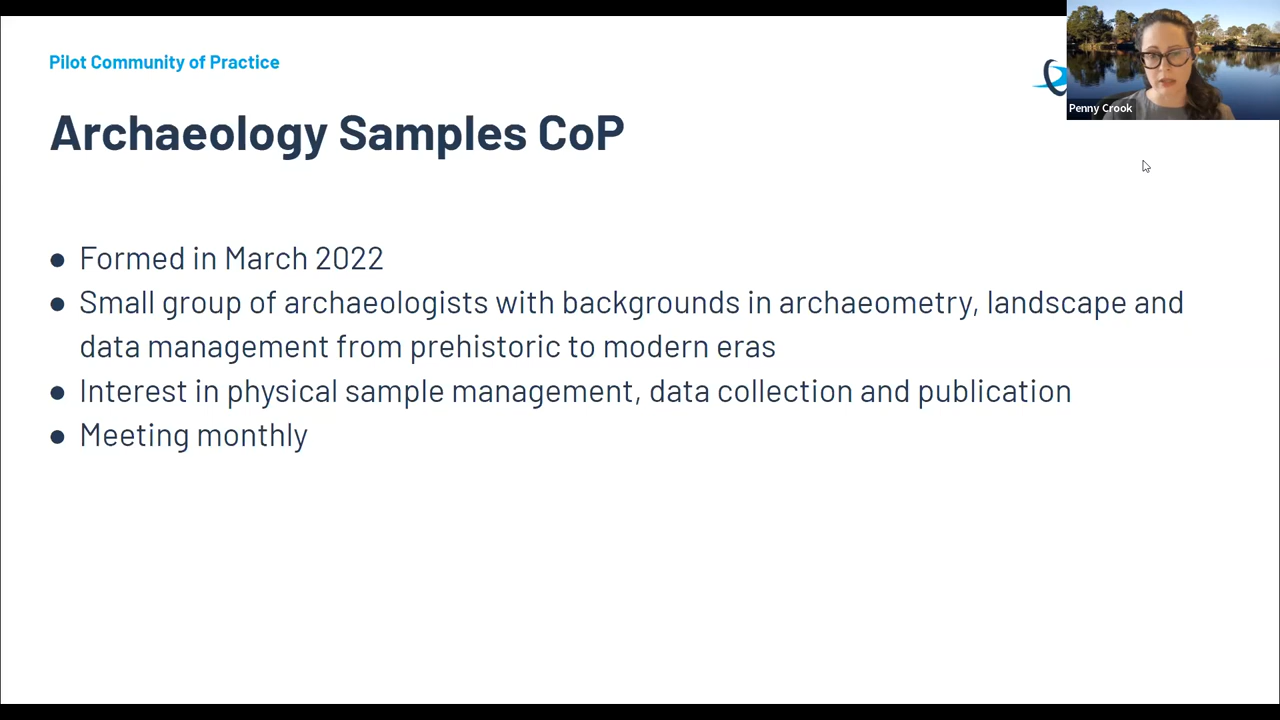 Pilot Community of Practice
Archaeology Samples CoP
● Formed in March 2022
● Small group of archaeologists with backgrounds in archaeometry, landscape and
data management from prehistoric to modern eras
● Interest in physical sample management, data collection and publication
● Meeting monthly
Penny Crook